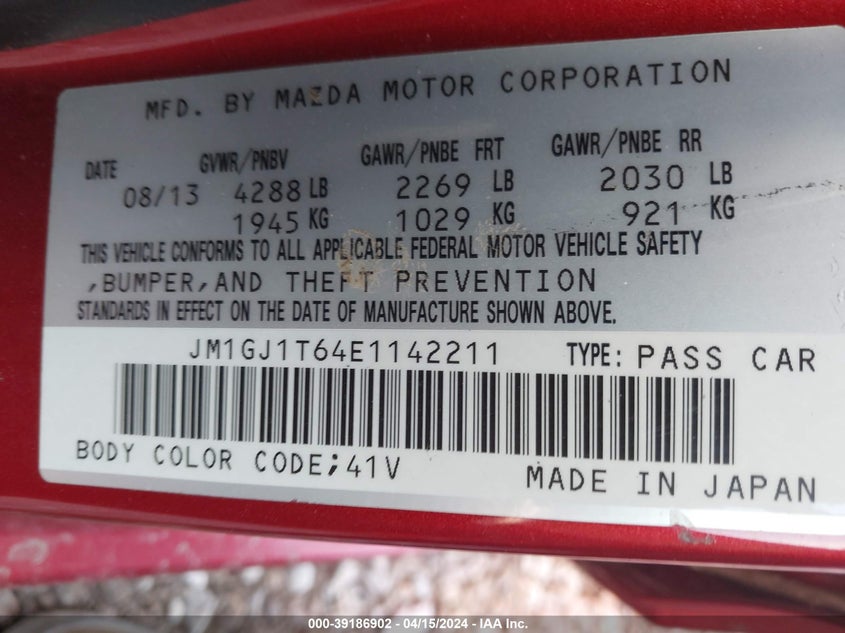 MFD. BY MAZDA MOTOR CORPORATION
DATE GVWR/PNBV GAWR/PNBE FRT GAWR/PNBE RR
08/13 4288 LB 2269 LB 2030 LB
1945 KG 1029 KG 921 KG
THIS VEHICLE CONFORMS TO ALL APPLICABLE FEDERAL MOTOR VEHICLE SAFETY
,BUMPER,AND THEFT PREVENTION
STANDARDS IN EFFECT ON THE DATE OF MANUFACTURE SHOWN ABOVE.
JM1GJ1T64E1142211 TYPE: PASS CAR
BODY COLOR CODE;41V MADE IN JAPAN
000-39186902 - 04/15/2024 - IAA Inc.